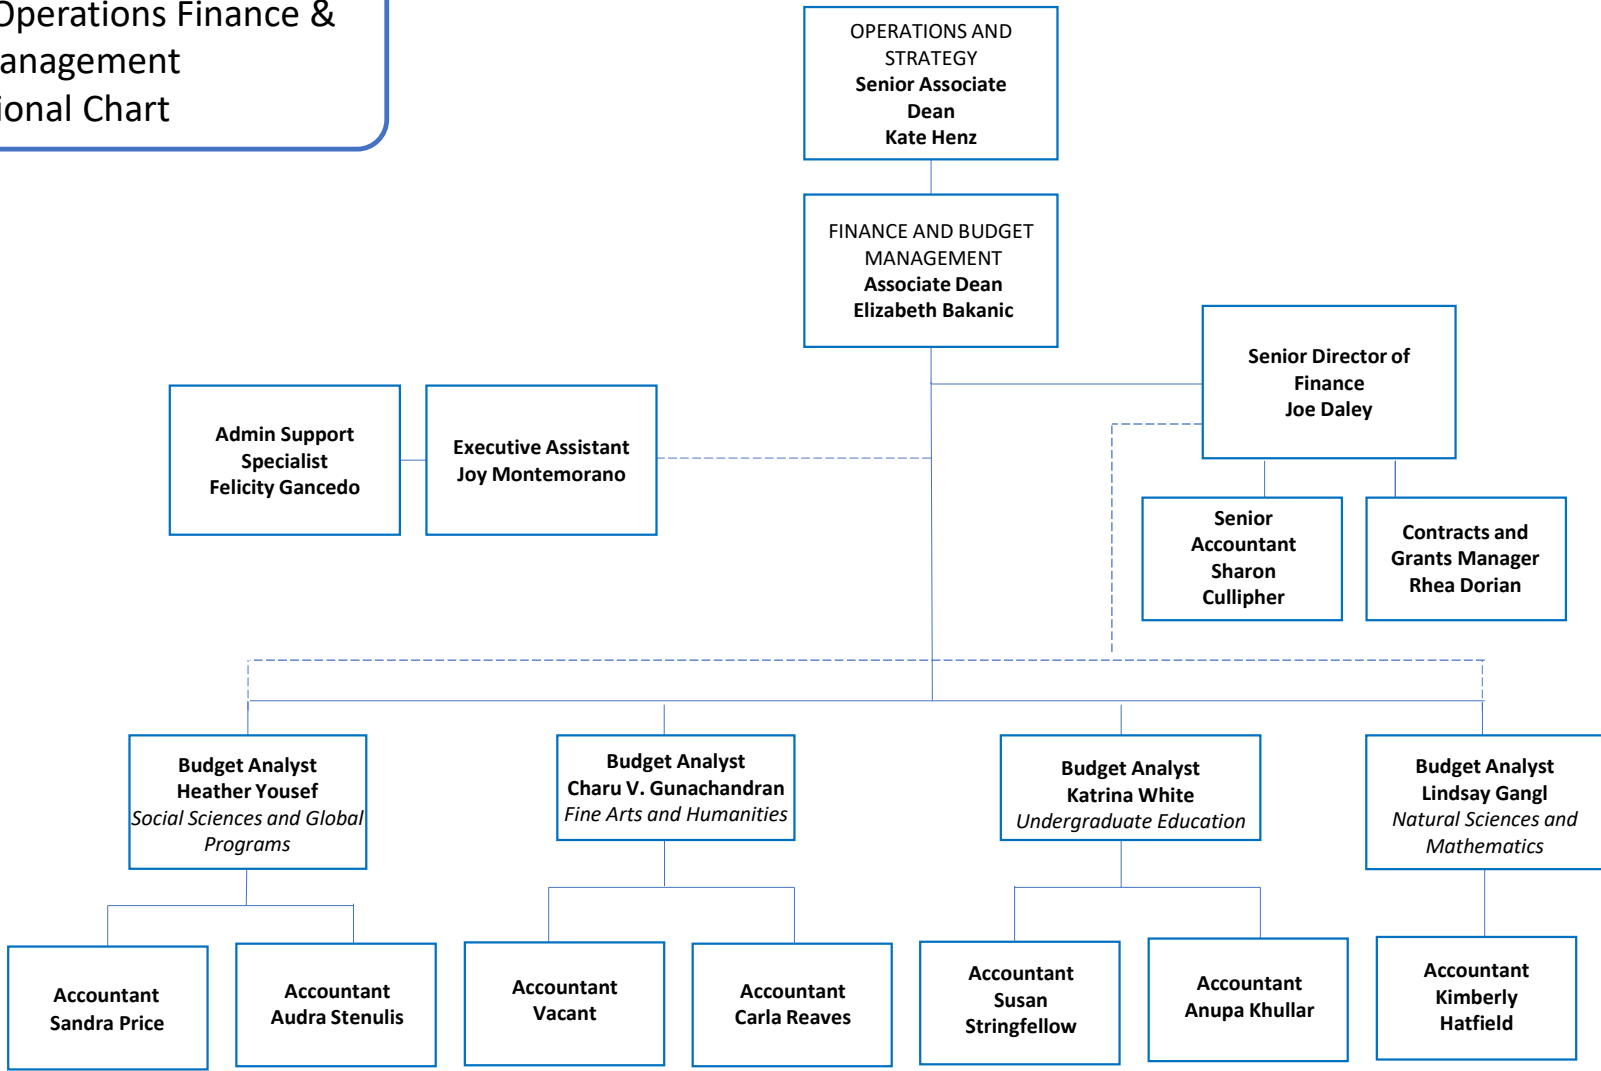 Operations Finance &
anagement
ional Chart
OPERATIONS AND
STRATEGY
Senior Associate
Dean
Kate Henz
FINANCE AND BUDGET
MANAGEMENT
Associate Dean
Elizabeth Bakanic
Senior Director of
Finance
Joe Daley
Admin Support
Specialist
Felicity Gancedo
Executive Assistant
Joy Montemorano
Senior
Accountant
Sharon
Cullipher
Contracts and
Grants Manager
Rhea Dorian
Budget Analyst
Heather Yousef
Social Sciences and Global
Programs
Budget Analyst
Charu V. Gunachandran
Fine Arts and Humanities
Budget Analyst
Katrina White
Undergraduate Education
Budget Analyst
Lindsay Gangl
Natural Sciences and
Mathematics
Accountant
Sandra Price
Accountant
Audra Stenulis
Accountant
Vacant
Accountant
Carla Reaves
Accountant
Susan
Stringfellow
Accountant
Anupa Khullar
Accountant
Kimberly
Hatfield